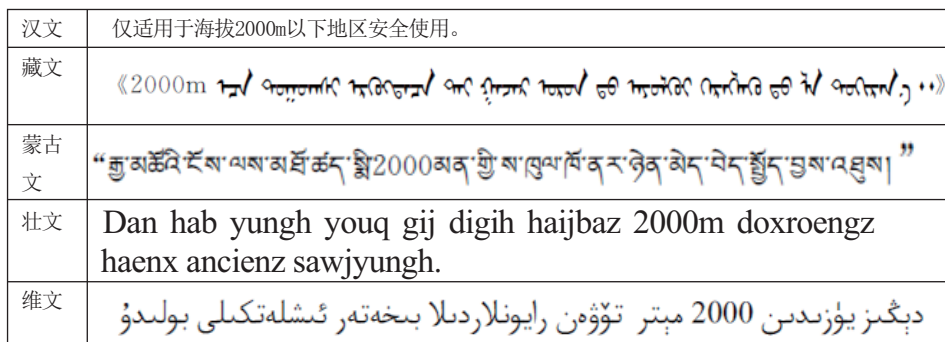 汉文 仅适用于海拔2000m以下地区安全使用。
藏文 《2000m 》
蒙古文 “རྒྱ་མཚོའི་ངོས་ལས་མཐོ་ཚད་སྨི2000མན་གྱི་ས་ཁུལ་ཁོ་ནར་ཉེན་མེད་བེད་སྤྱོད་བྱས་འཐུས། ”
壮文 Dan hab yungh youq gij digih haijbaz 2000m doxroengz
haenx ancienz sawjyungh.
维文 دېڭىز يۈزىدىن 2000 مېتر تۆۋەن رايونلاردىلا بىخەتەر ئىشلەتكىلى بولىدۇ